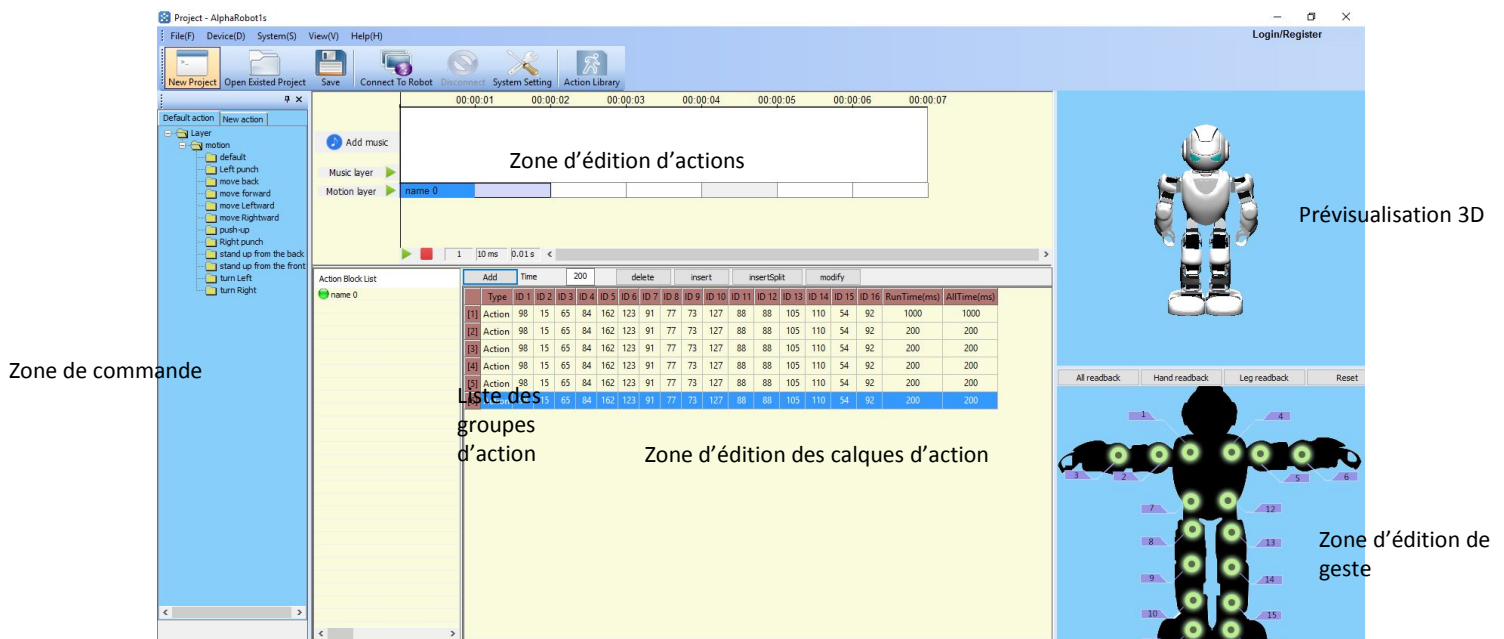 Project - AlphaRobot1s
File(F) Device(D) System(S) View(V) Help(H)
Login/Register
New Project Open Existed Project Save Connect To Robot Disconnect System Setting Action Library
Default action New action
Layer
motion
default
Left punch
move back
move forward
move Leftward
move Rightward
push-up
Right punch
stand up from the back
stand up from the front
turn Left
turn Right
Zone de commande
00:00:01 00:00:02 00:00:03 00:00:04 00:00:05 00:00:06 00:00:07
Add music
Zone d’édition d’actions
Music layer
Motion layer name 0
1 10 ms 0.01 s
Action Block List
name 0
Liste des
groupes
d’action
Add Time 200 delete insert insertSplit modify
Type ID 1 ID 2 ID 3 ID 4 ID 5 ID 6 ID 7 ID 8 ID 9 ID 10 ID 11 ID 12 ID 13 ID 14 ID 15 ID 16 RunTime(ms) AllTime(ms)
[1] Action 98 15 65 84 162 123 91 77 73 127 88 88 105 110 54 92 1000 1000
[2] Action 98 15 65 84 162 123 91 77 73 127 88 88 105 110 54 92 200 200
[3] Action 98 15 65 84 162 123 91 77 73 127 88 88 105 110 54 92 200 200
[4] Action 98 15 65 84 162 123 91 77 73 127 88 88 105 110 54 92 200 200
[5] Action 98 15 65 84 162 123 91 77 73 127 88 88 105 110 54 92 200 200
15 65 84 162 123 91 77 73 127 88 88 105 110 54 92 200 200
Zone d’édition des calques d’action
Prévisualisation 3D
All readback Hand readback Leg readback Reset
1 4
3 2 5 6
7 12
8 13
9 14
10 15
Zone d’édition de
geste